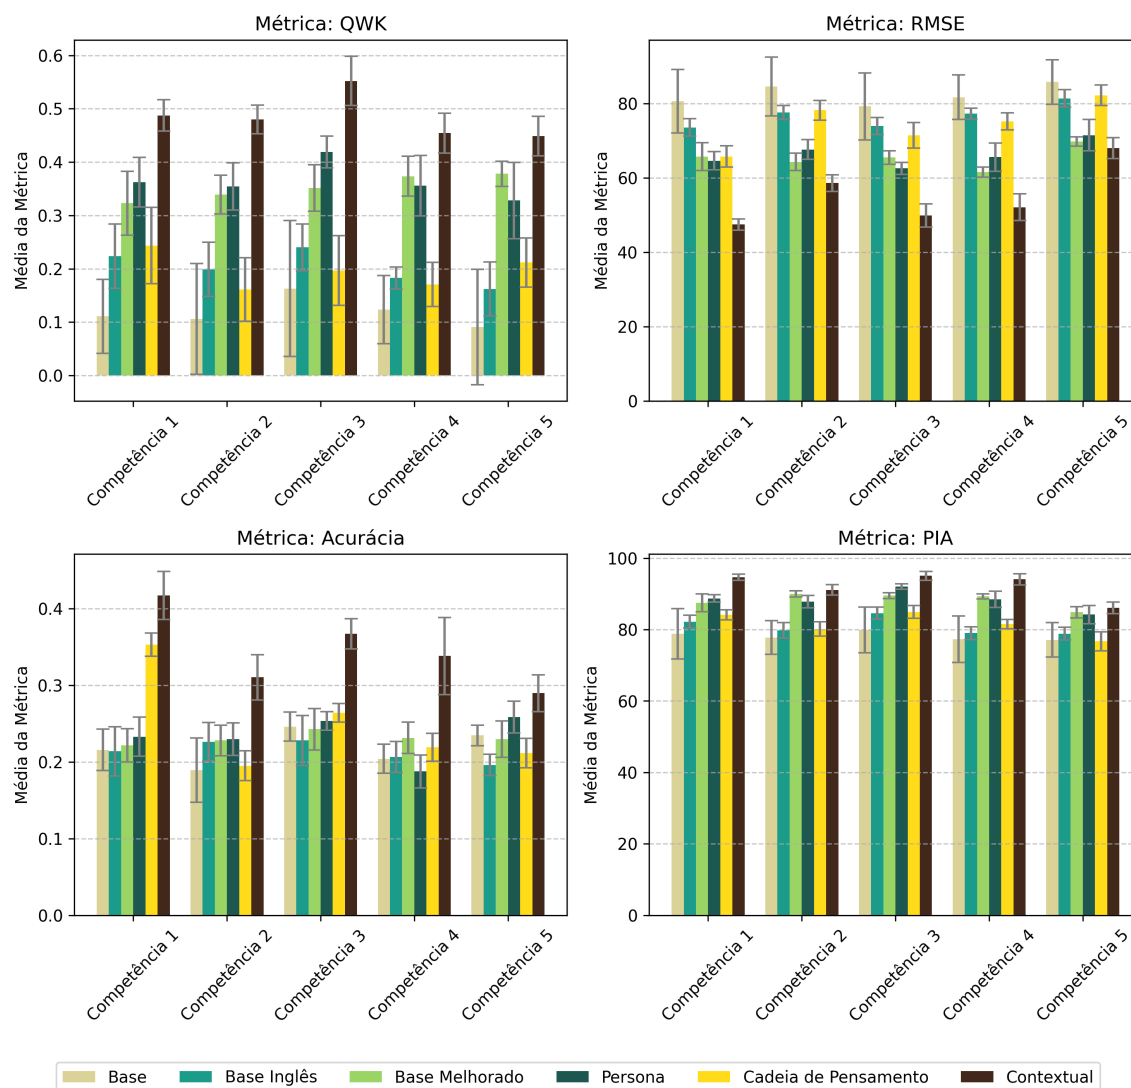 Métrica: QWK
Média da Métrica
0.6
0.5
0.4
0.3
0.2
0.1
0.0
Competência 1
Competência 2
Competência 3
Competência 4
Competência 5
Métrica: RMSE
Média da Métrica
80
60
40
20
0
Competência 1
Competência 2
Competência 3
Competência 4
Competência 5
Métrica: Acurácia
Média da Métrica
0.4
0.3
0.2
0.1
0.0
Competência 1
Competência 2
Competência 3
Competência 4
Competência 5
Métrica: PIA
Média da Métrica
100
80
60
40
20
0
Competência 1
Competência 2
Competência 3
Competência 4
Competência 5
Base Base Inglês Base Melhorado Persona Cadeia de Pensamento Contextual